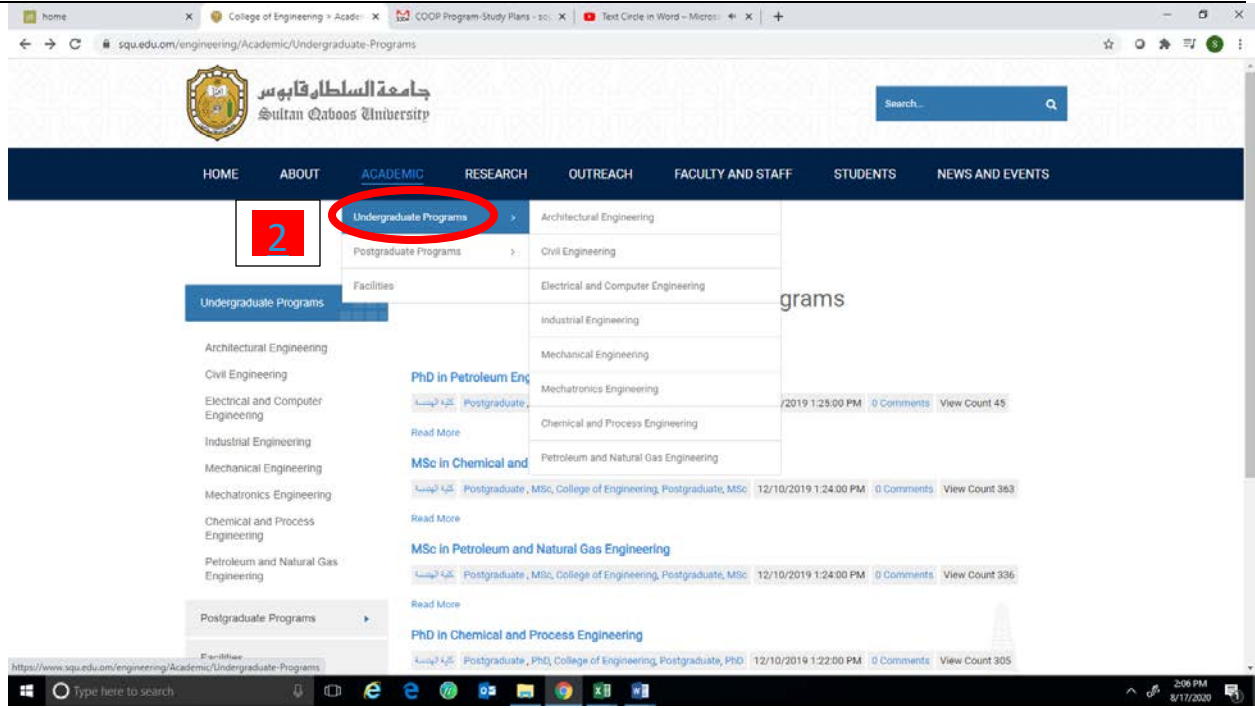 home
College of Engineering > Acader
COOP Program-Study Plans -
Text Circle in Word – Micros
squ.edu.om/engineering/Academic/Undergraduate-Programs
S
جامعة السلطان قابوس
Sultan Qaboos University
Search...
HOME ABOUT ACADEMIC RESEARCH OUTREACH FACULTY AND STAFF STUDENTS NEWS AND EVENTS
2
Undergraduate Programs >
Postgraduate Programs >
Facilities
Architectural Engineering
Civil Engineering
Electrical and Computer Engineering
Industrial Engineering
Mechanical Engineering
Mechatronics Engineering
Chemical and Process Engineering
Petroleum and Natural Gas Engineering
grams
Undergraduate Programs
Architectural Engineering
Civil Engineering
Electrical and Computer
Engineering
Industrial Engineering
Mechanical Engineering
Mechatronics Engineering
Chemical and Process
Engineering
Petroleum and Natural Gas
Engineering
Postgraduate Programs
Facilities
PhD in Petroleum Eng
كلية الهندسة Postgraduate , /2019 1:25:00 PM 0 Comments View Count 45
Read More
MSc in Chemical and
كلية الهندسة Postgraduate , MSc, College of Engineering, Postgraduate, MSc 12/10/2019 1:24:00 PM 0 Comments View Count 363
Read More
MSc in Petroleum and Natural Gas Engineering
كلية الهندسة Postgraduate , MSc, College of Engineering, Postgraduate, MSc 12/10/2019 1:24:00 PM 0 Comments View Count 336
Read More
PhD in Chemical and Process Engineering
كلية الهندسة Postgraduate , PhD, College of Engineering, Postgraduate, PhD 12/10/2019 1:22:00 PM 0 Comments View Count 305
https://www.squ.edu.om/engineering/Academic/Undergraduate-Programs
Type here to search
2:06 PM
8/17/2020